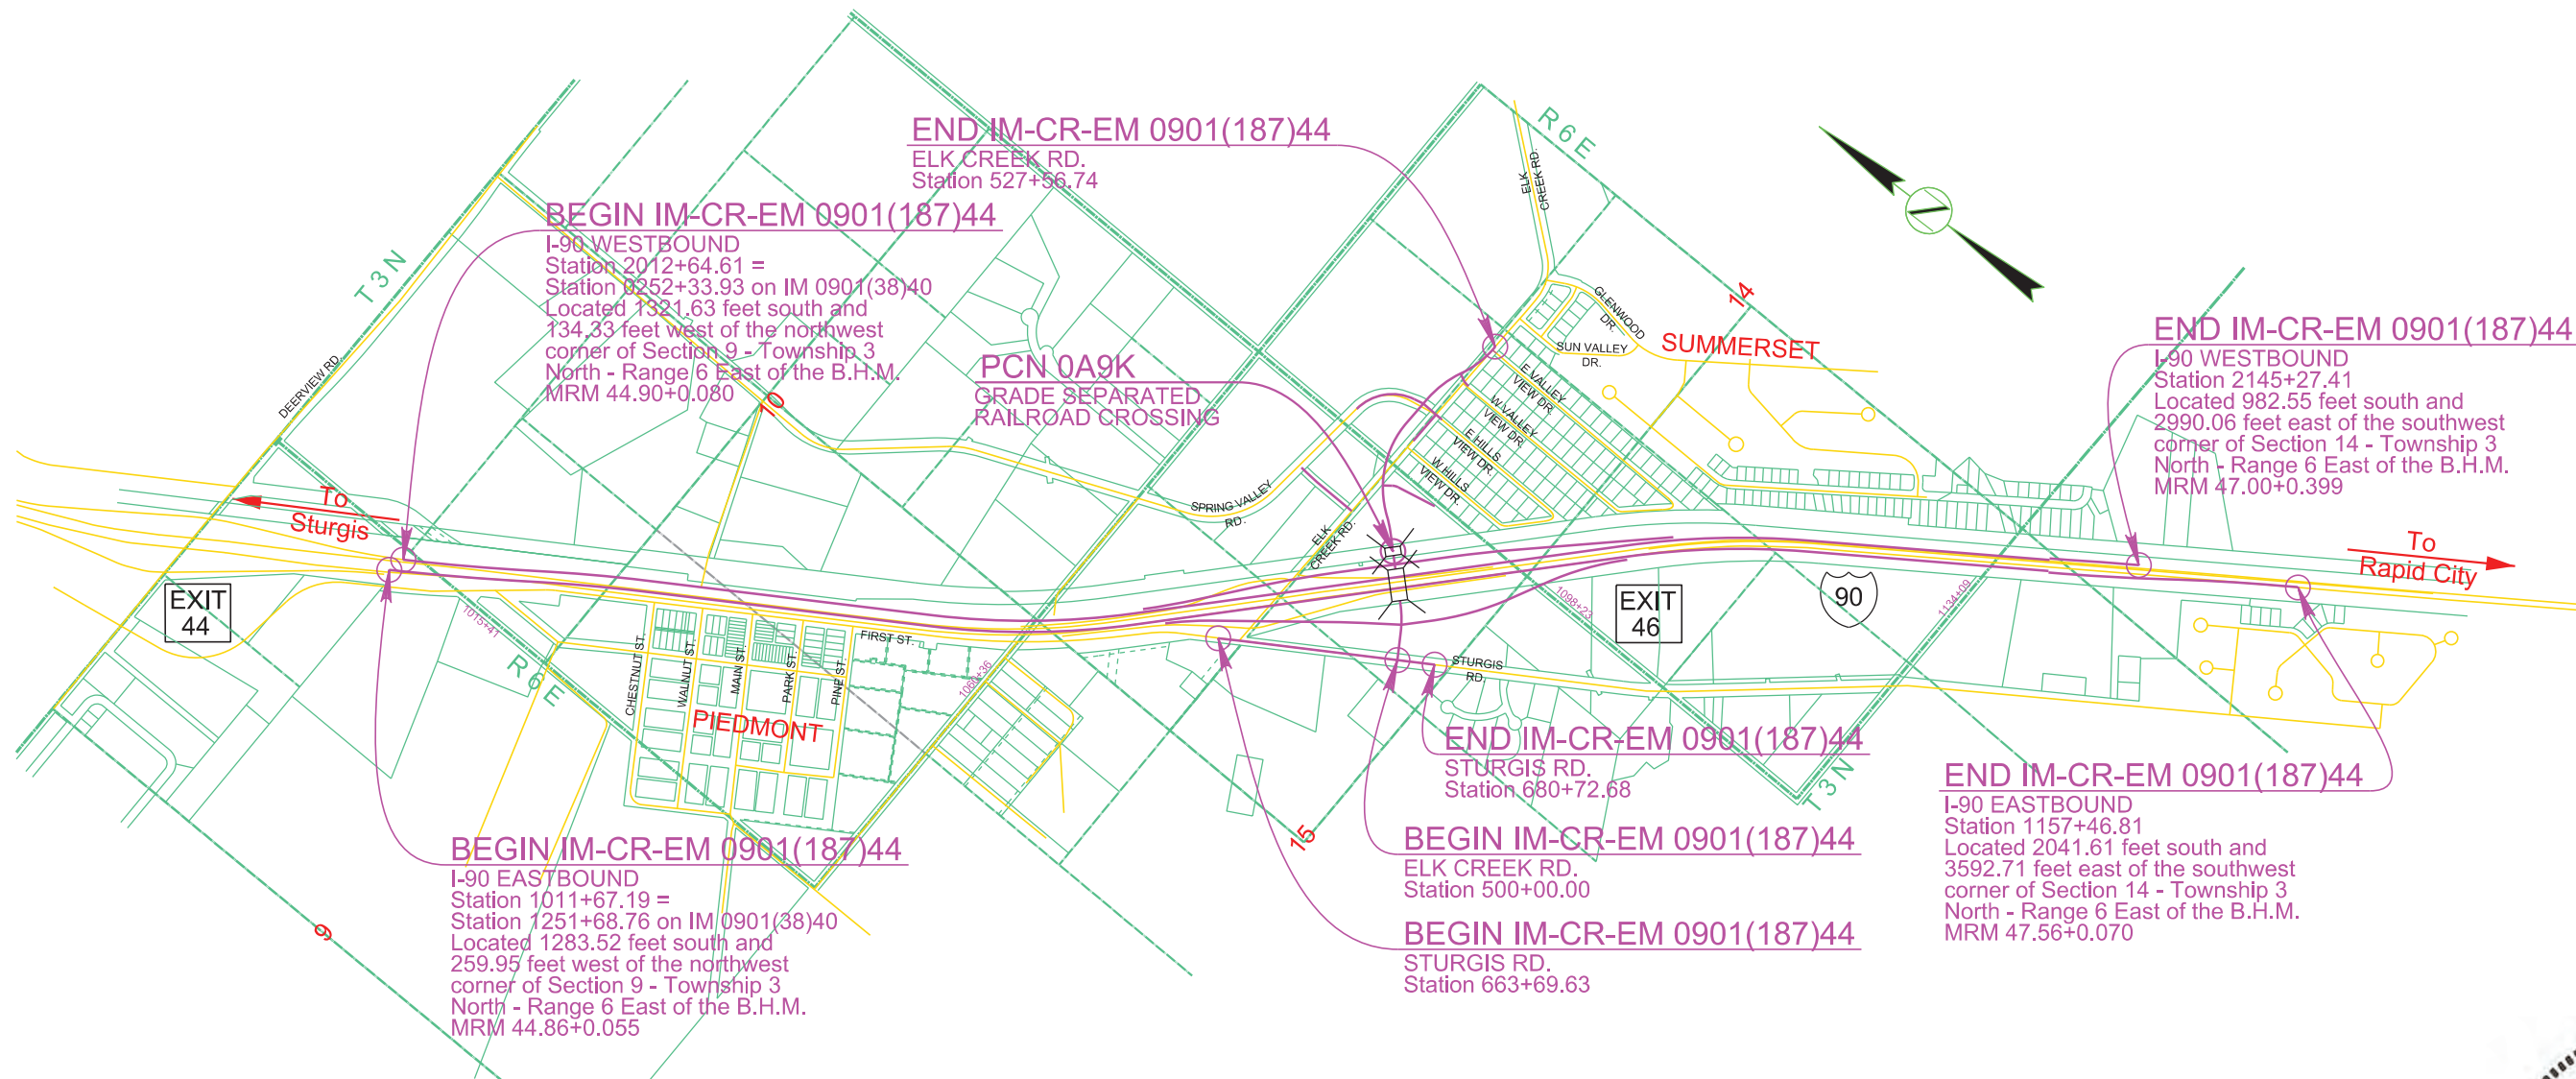 END IM-CR-EM 0901(187)44
ELK CREEK RD.
Station 527+56.74
BEGIN IM-CR-EM 0901(187)44
I-90 WESTBOUND
Station 2012+64.61 =
Station 0252+33.93 on IM 0901(38)40
Located 1321.63 feet south and
134.33 feet west of the northwest
corner of Section 9 - Township 3
North - Range 6 East of the B.H.M.
MRM 44.90+0.080
PCN 0A9K
GRADE SEPARATED
RAILROAD CROSSING
END IM-CR-EM 0901(187)44
I-90 WESTBOUND
Station 2145+27.41
Located 982.55 feet south and
2990.06 feet east of the southwest
corner of Section 14 - Township 3
North - Range 6 East of the B.H.M.
MRM 47.00+0.399
T 3 N
R 6 E
ELK
CREEK RD.
GLENWOOD
DR.
SUN VALLEY
DR.
SUMMERSET
14
10
DEERVIEW RD.
E VALLEY
VIEW DR.
W VALLEY
VIEW DR.
E HILLS
VIEW DR.
W HILLS
VIEW DR.
SPRING VALLEY
RD.
ELK
CREEK RD.
To
Sturgis
To
Rapid City
EXIT
44
EXIT
46
90
1015+41
1060+36
1098+23
1134+09
R 6 E
CHESTNUT ST.
WALNUT ST.
MAIN ST.
PARK ST.
PINE ST.
FIRST ST.
PIEDMONT
STURGIS
RD.
T 3 N
15
9
END IM-CR-EM 0901(187)44
STURGIS RD.
Station 680+72.68
BEGIN IM-CR-EM 0901(187)44
ELK CREEK RD.
Station 500+00.00
BEGIN IM-CR-EM 0901(187)44
STURGIS RD.
Station 663+69.63
END IM-CR-EM 0901(187)44
I-90 EASTBOUND
Station 1157+46.81
Located 2041.61 feet south and
3592.71 feet east of the southwest
corner of Section 14 - Township 3
North - Range 6 East of the B.H.M.
MRM 47.56+0.070
BEGIN IM-CR-EM 0901(187)44
I-90 EASTBOUND
Station 1011+67.19 =
Station 1251+68.76 on IM 0901(38)40
Located 1283.52 feet south and
259.95 feet west of the northwest
corner of Section 9 - Township 3
North - Range 6 East of the B.H.M.
MRM 44.86+0.055